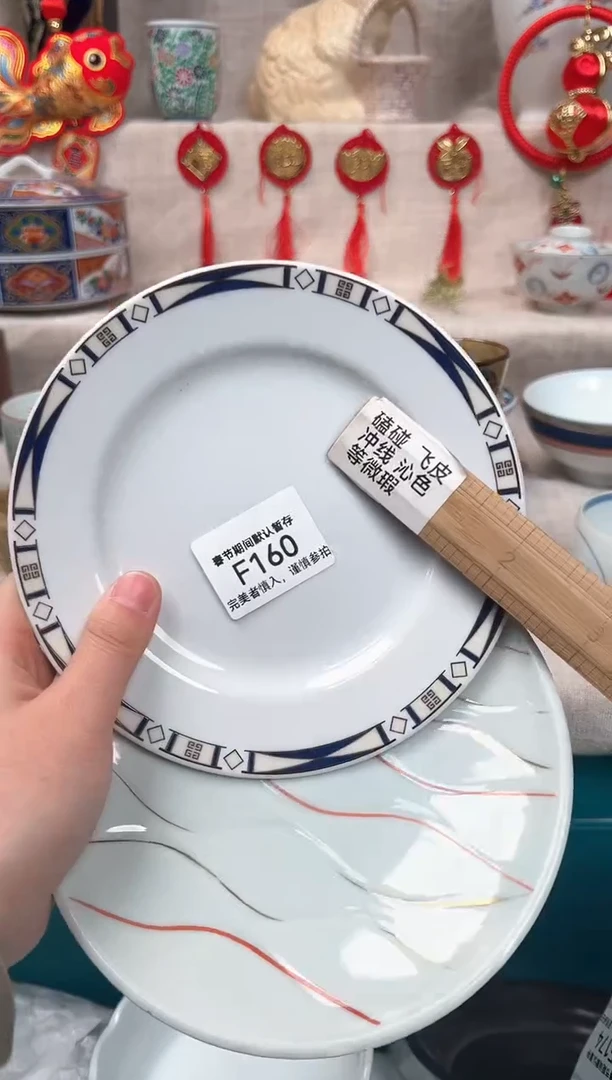 磕碰 飞皮
冲线 沁色
等微瑕
春节期间默认暂存
F160
完美者慎入，谨慎参拍
2